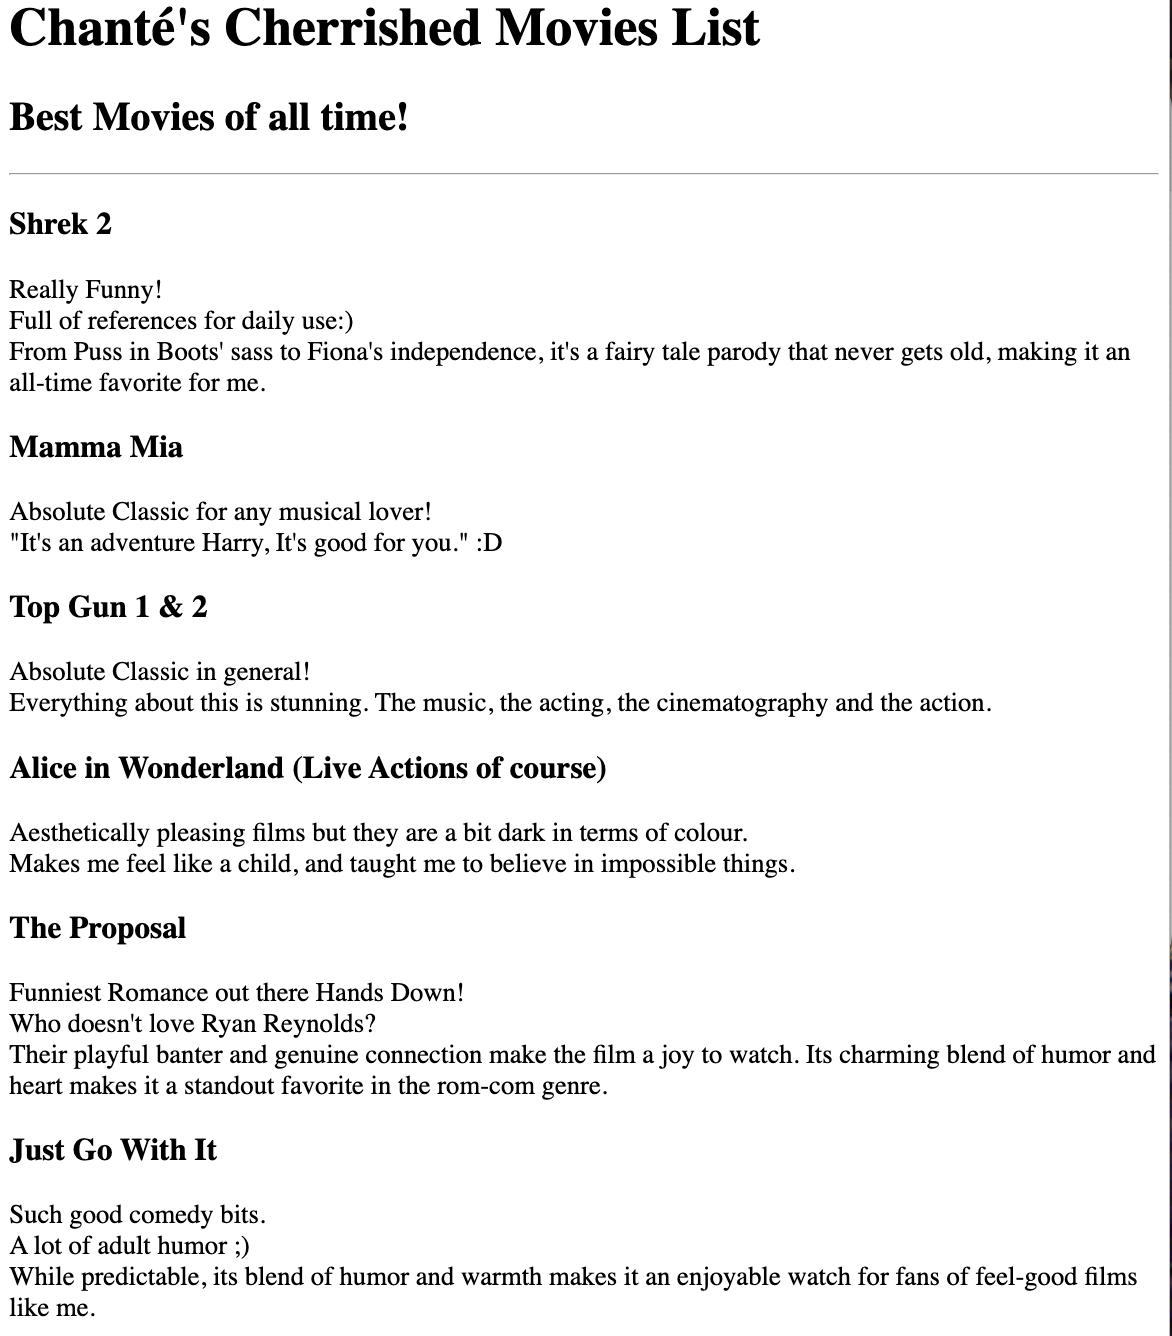 Chanté's Cherrished Movies List
Best Movies of all time!
Shrek 2
Really Funny!
Full of references for daily use:)
From Puss in Boots' sass to Fiona's independence, it's a fairy tale parody that never gets old, making it an
all-time favorite for me.
Mamma Mia
Absolute Classic for any musical lover!
"It's an adventure Harry, It's good for you." :D
Top Gun 1 & 2
Absolute Classic in general!
Everything about this is stunning. The music, the acting, the cinematography and the action.
Alice in Wonderland (Live Actions of course)
Aesthetically pleasing films but they are a bit dark in terms of colour.
Makes me feel like a child, and taught me to believe in impossible things.
The Proposal
Funniest Romance out there Hands Down!
Who doesn't love Ryan Reynolds?
Their playful banter and genuine connection make the film a joy to watch. Its charming blend of humor and
heart makes it a standout favorite in the rom-com genre.
Just Go With It
Such good comedy bits.
A lot of adult humor ;)
While predictable, its blend of humor and warmth makes it an enjoyable watch for fans of feel-good films
like me.